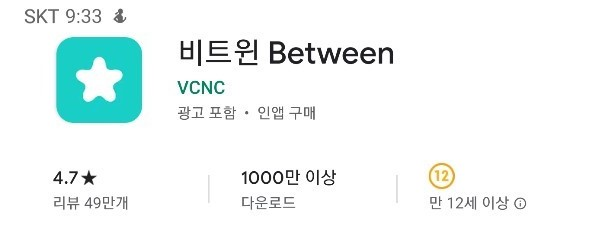 SKT 9:33
비트윈 Between
VCNC
광고 포함 • 인앱 구매
4.7★
리뷰 49만개
1000만 이상
다운로드
12
만 12세 이상